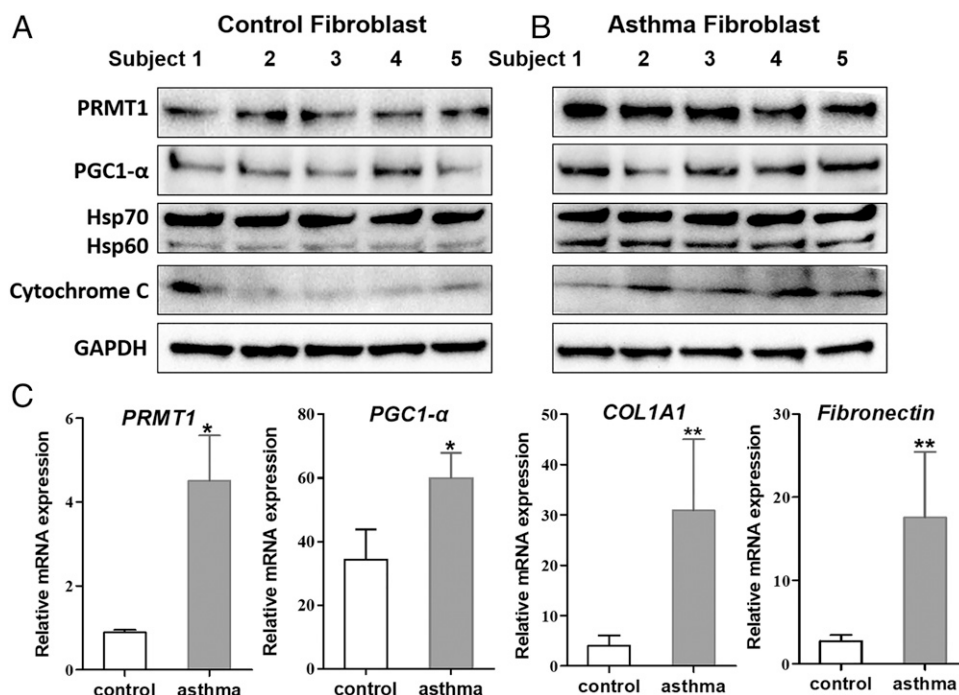 A Control Fibroblast B Asthma Fibroblast
Subject 1 2 3 4 5 Subject 1 2 3 4 5
PRMT1
PGC1-α
Hsp70
Hsp60
Cytochrome C
GAPDH
C
PRMT1
Relative mRNA expression
6
4
2
0
*
control asthma
PGC1-α
Relative mRNA expression
80
60
40
20
0
*
control asthma
COL1A1
Relative mRNA expression
50
40
30
20
10
0
**
control asthma
Fibronectin
Relative mRNA expression
30
20
10
0
**
control asthma